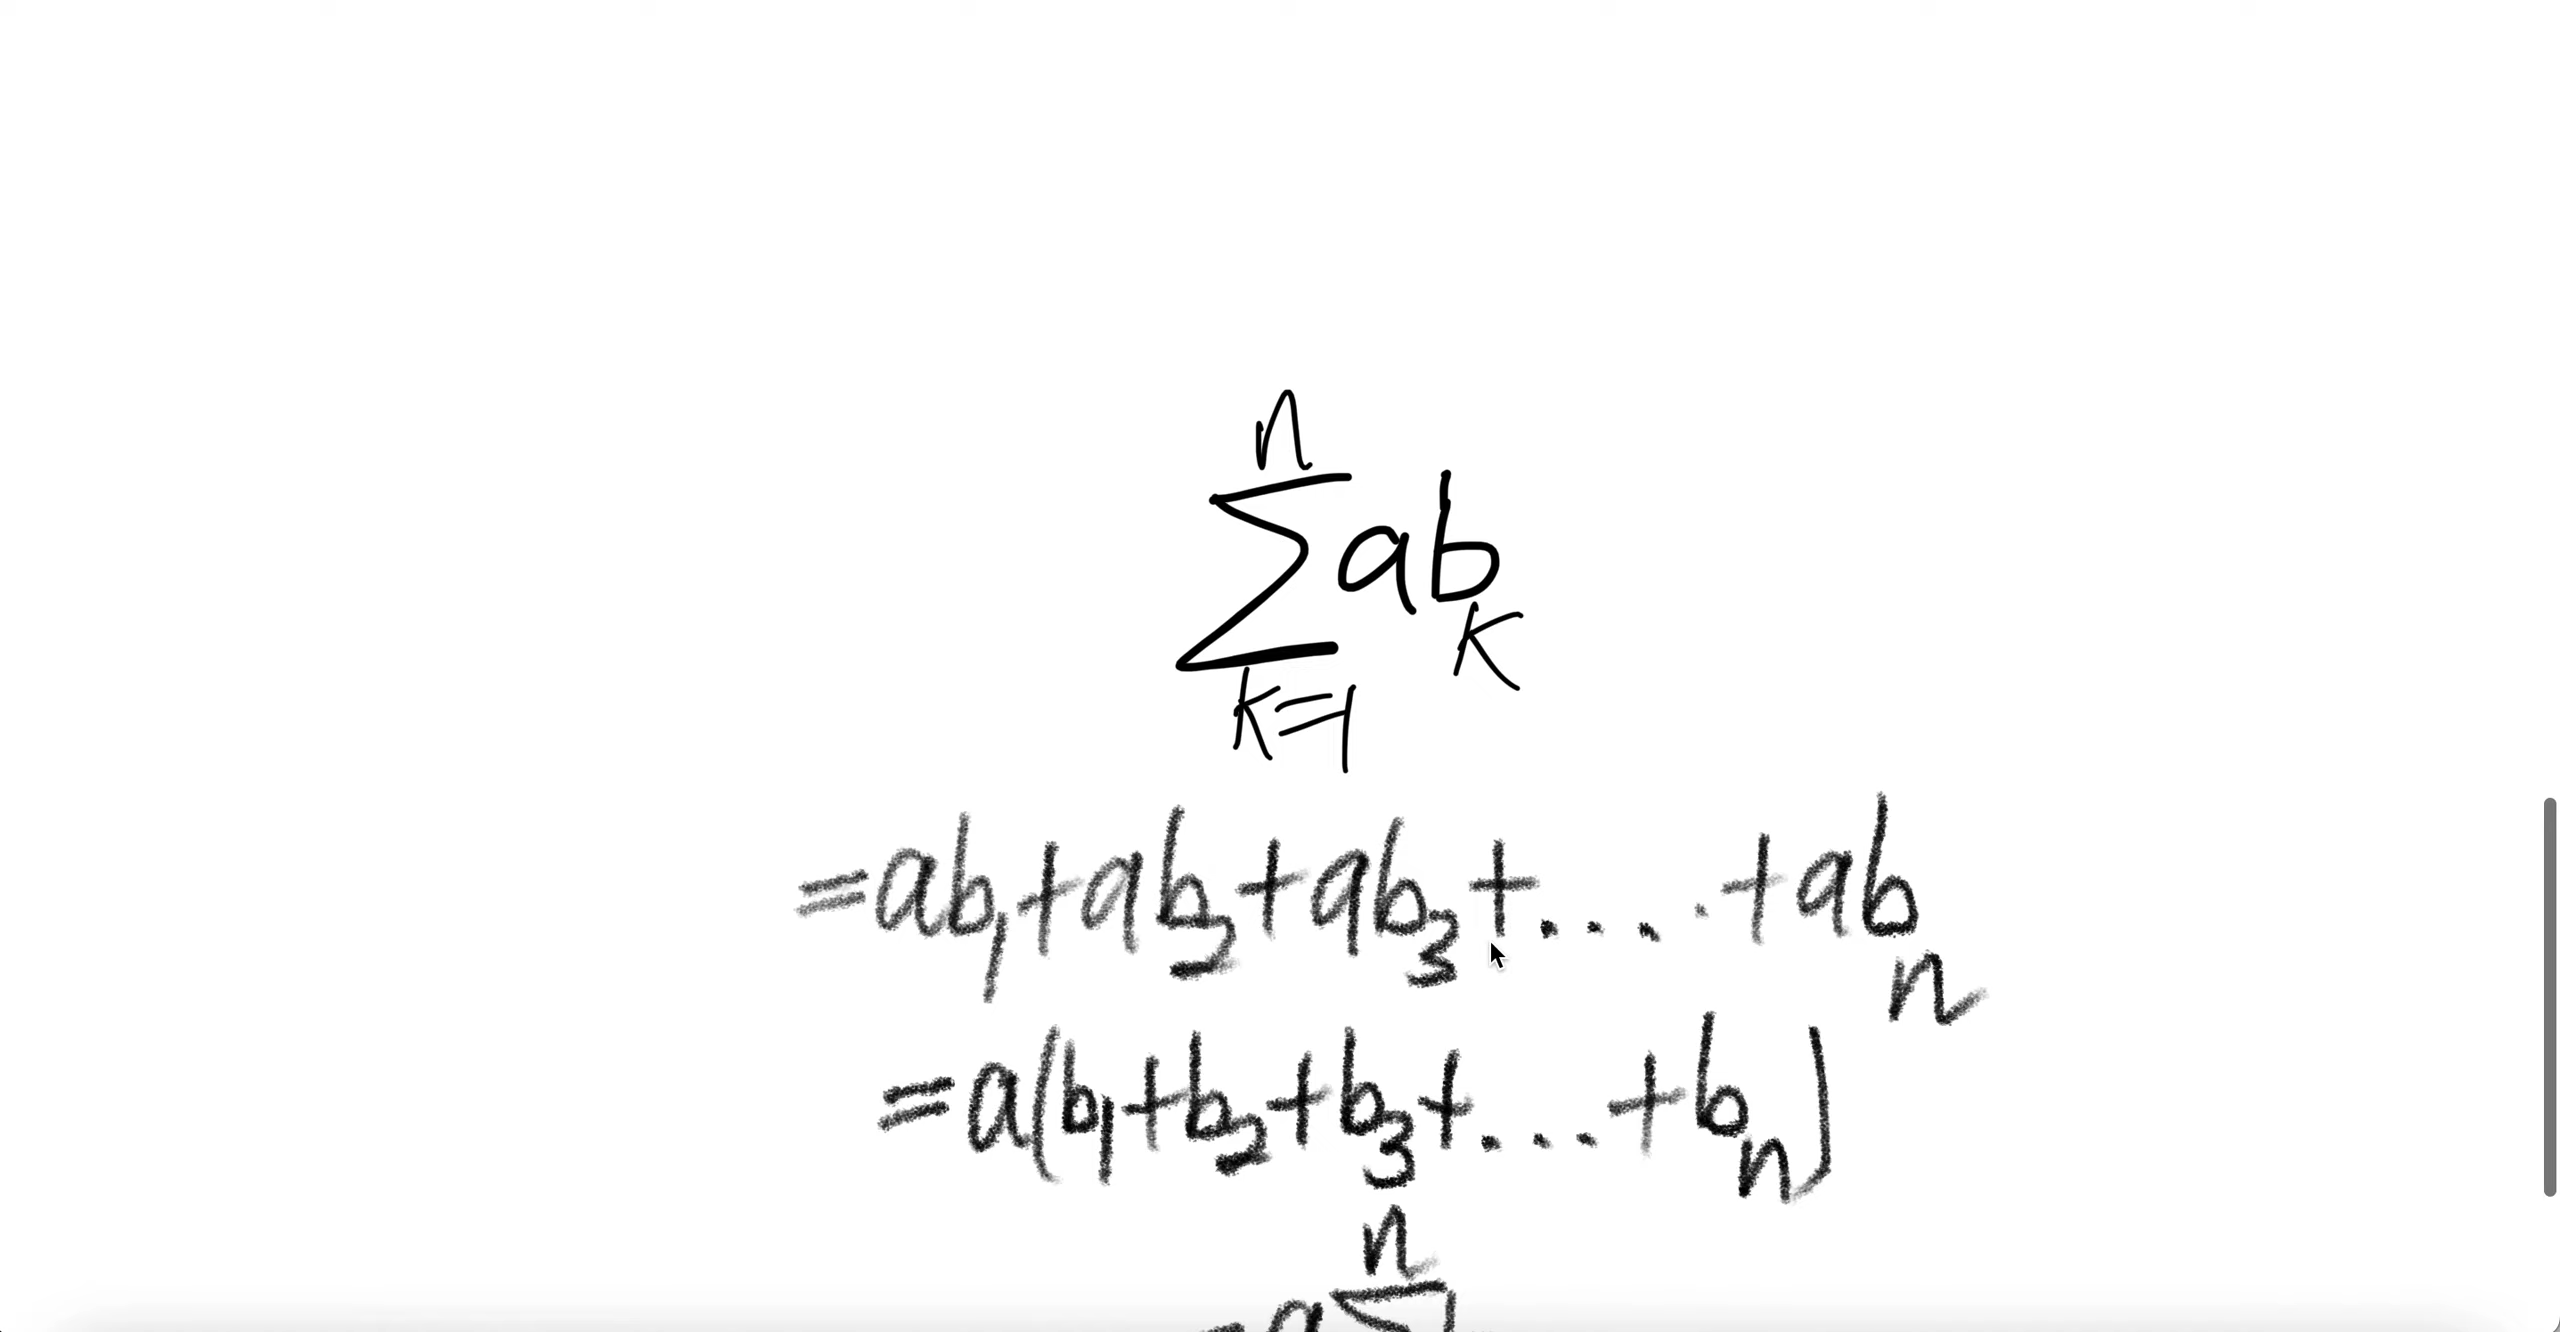 n
∑ab_k
k=1
=ab_1+ab_2+ab_3+....+ab_n
=a(b_1+b_2+b_3+...+b_n)
n
=a∑